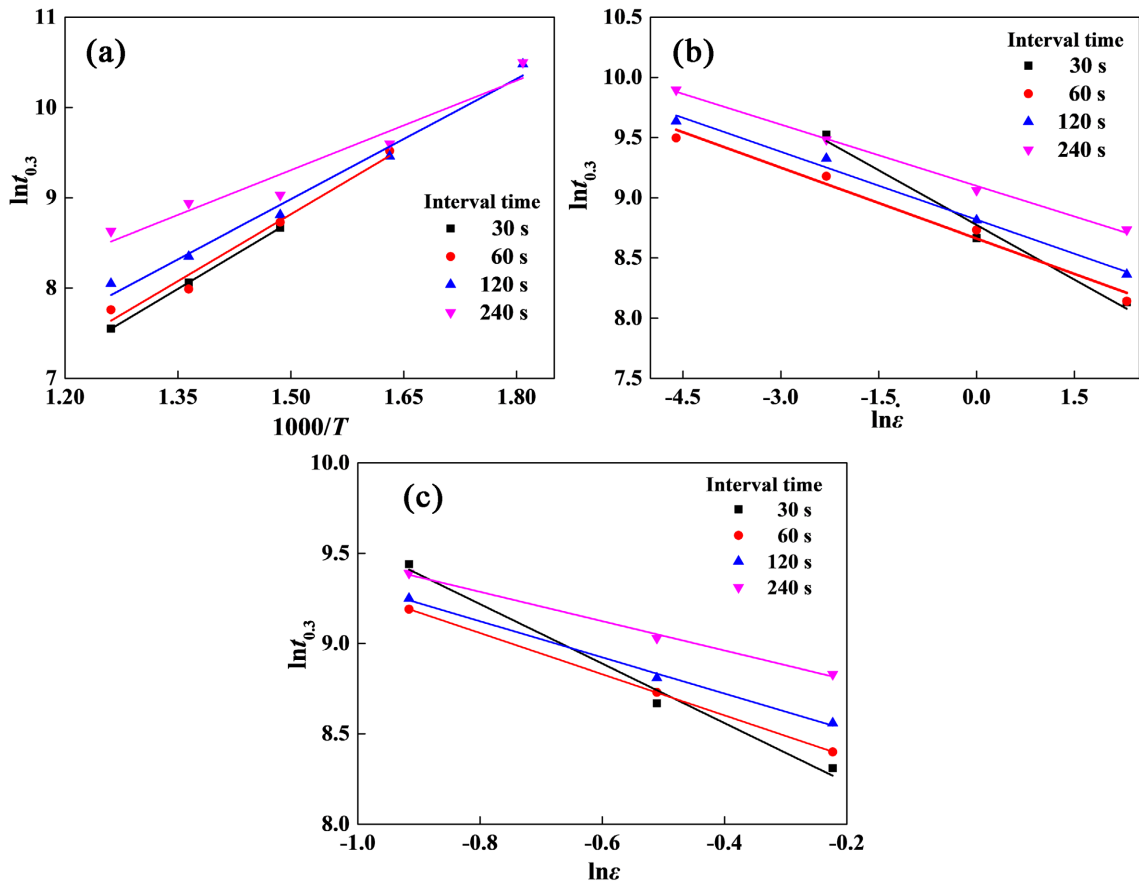 (a)
11
10
9
8
7
lnt0.3
1.20
1.35
1.50
1.65
1.80
1000/T
Interval time
30 s
60 s
120 s
240 s
(b)
10.5
10.0
9.5
9.0
8.5
8.0
7.5
lnt0.3
-4.5
-3.0
-1.5
0.0
1.5
lnε̇
Interval time
30 s
60 s
120 s
240 s
(c)
10.0
9.5
9.0
8.5
8.0
lnt0.3
-1.0
-0.8
-0.6
-0.4
-0.2
lnε
Interval time
30 s
60 s
120 s
240 s